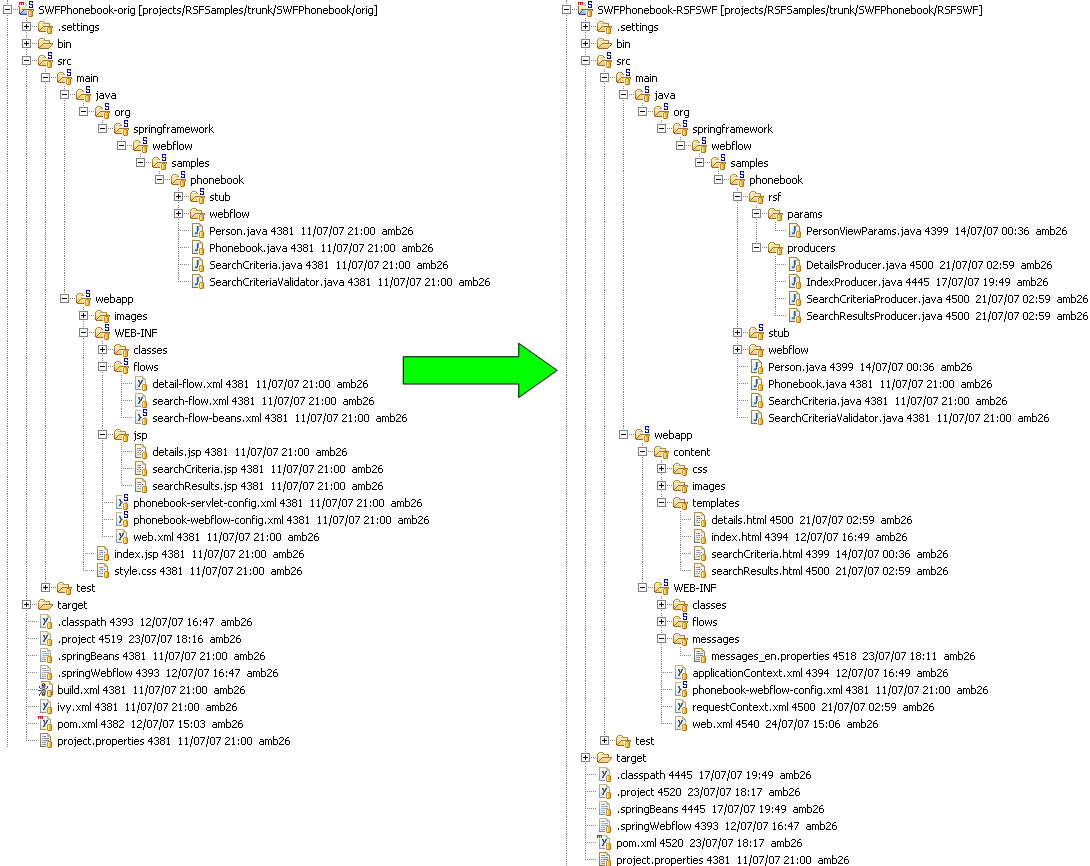 SWFPhonebook-orig [projects/RSFSamples/trunk/SWFPhonebook/orig]
.settings
bin
src
main
java
org
springframework
webflow
samples
phonebook
stub
webflow
Person.java 4381 11/07/07 21:00 amb26
Phonebook.java 4381 11/07/07 21:00 amb26
SearchCriteria.java 4381 11/07/07 21:00 amb26
SearchCriteriaValidator.java 4381 11/07/07 21:00 amb26
webapp
images
WEB-INF
classes
flows
detail-flow.xml 4381 11/07/07 21:00 amb26
search-flow.xml 4381 11/07/07 21:00 amb26
search-flow-beans.xml 4381 11/07/07 21:00 amb26
jsp
details.jsp 4381 11/07/07 21:00 amb26
searchCriteria.jsp 4381 11/07/07 21:00 amb26
searchResults.jsp 4381 11/07/07 21:00 amb26
phonebook-servlet-config.xml 4381 11/07/07 21:00 amb26
phonebook-webflow-config.xml 4381 11/07/07 21:00 amb26
web.xml 4381 11/07/07 21:00 amb26
index.jsp 4381 11/07/07 21:00 amb26
style.css 4381 11/07/07 21:00 amb26
test
target
.classpath 4393 12/07/07 16:47 amb26
.project 4519 23/07/07 18:16 amb26
.springBeans 4381 11/07/07 21:00 amb26
.springWebflow 4393 12/07/07 16:47 amb26
build.xml 4381 11/07/07 21:00 amb26
ivy.xml 4381 11/07/07 21:00 amb26
pom.xml 4382 12/07/07 15:03 amb26
project.properties 4381 11/07/07 21:00 amb26
SWFPhonebook-RSFSWF [projects/RSFSamples/trunk/SWFPhonebook/RSFSWF]
.settings
bin
src
main
java
org
springframework
webflow
samples
phonebook
rsf
params
PersonViewParams.java 4399 14/07/07 00:36 amb26
producers
DetailsProducer.java 4500 21/07/07 02:59 amb26
IndexProducer.java 4445 17/07/07 19:49 amb26
SearchCriteriaProducer.java 4500 21/07/07 02:59 amb26
SearchResultsProducer.java 4500 21/07/07 02:59 amb26
stub
webflow
Person.java 4399 14/07/07 00:36 amb26
Phonebook.java 4381 11/07/07 21:00 amb26
SearchCriteria.java 4381 11/07/07 21:00 amb26
SearchCriteriaValidator.java 4381 11/07/07 21:00 amb26
webapp
content
css
images
templates
details.html 4500 21/07/07 02:59 amb26
index.html 4394 12/07/07 16:49 amb26
searchCriteria.html 4399 14/07/07 00:36 amb26
searchResults.html 4500 21/07/07 02:59 amb26
WEB-INF
classes
flows
messages
messages_en.properties 4518 23/07/07 18:11 amb26
applicationContext.xml 4394 12/07/07 16:49 amb26
phonebook-webflow-config.xml 4381 11/07/07 21:00 amb26
requestContext.xml 4500 21/07/07 02:59 amb26
web.xml 4540 24/07/07 15:06 amb26
test
target
.classpath 4445 17/07/07 19:49 amb26
.project 4520 23/07/07 18:17 amb26
.springBeans 4445 17/07/07 19:49 amb26
.springWebflow 4393 12/07/07 16:47 amb26
pom.xml 4520 23/07/07 18:17 amb26
project.properties 4381 11/07/07 21:00 amb26